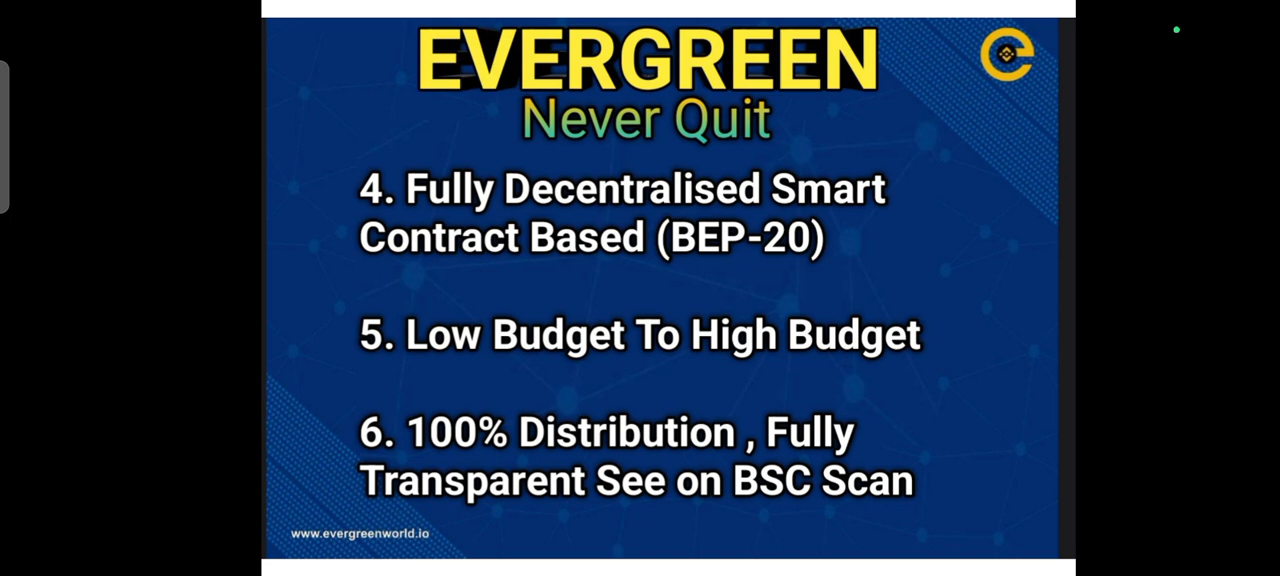 EVERGREEN
Never Quit
4. Fully Decentralised Smart
Contract Based (BEP-20)
5. Low Budget To High Budget
6. 100% Distribution , Fully
Transparent See on BSC Scan
www.evergreenworld.io